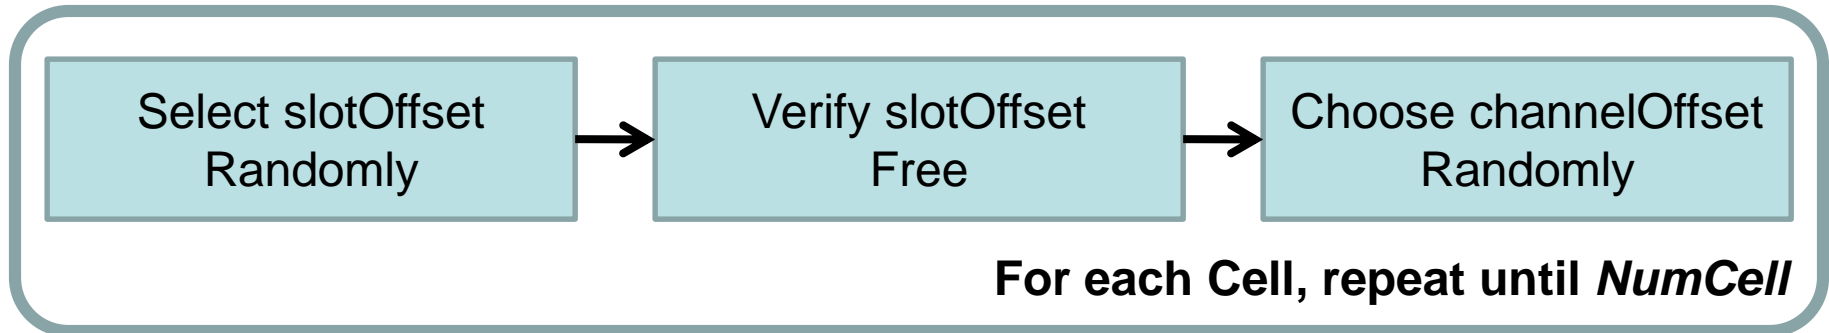 Select slotOffset
Randomly
Verify slotOffset
Free
Choose channelOffset
Randomly
For each Cell, repeat until NumCell